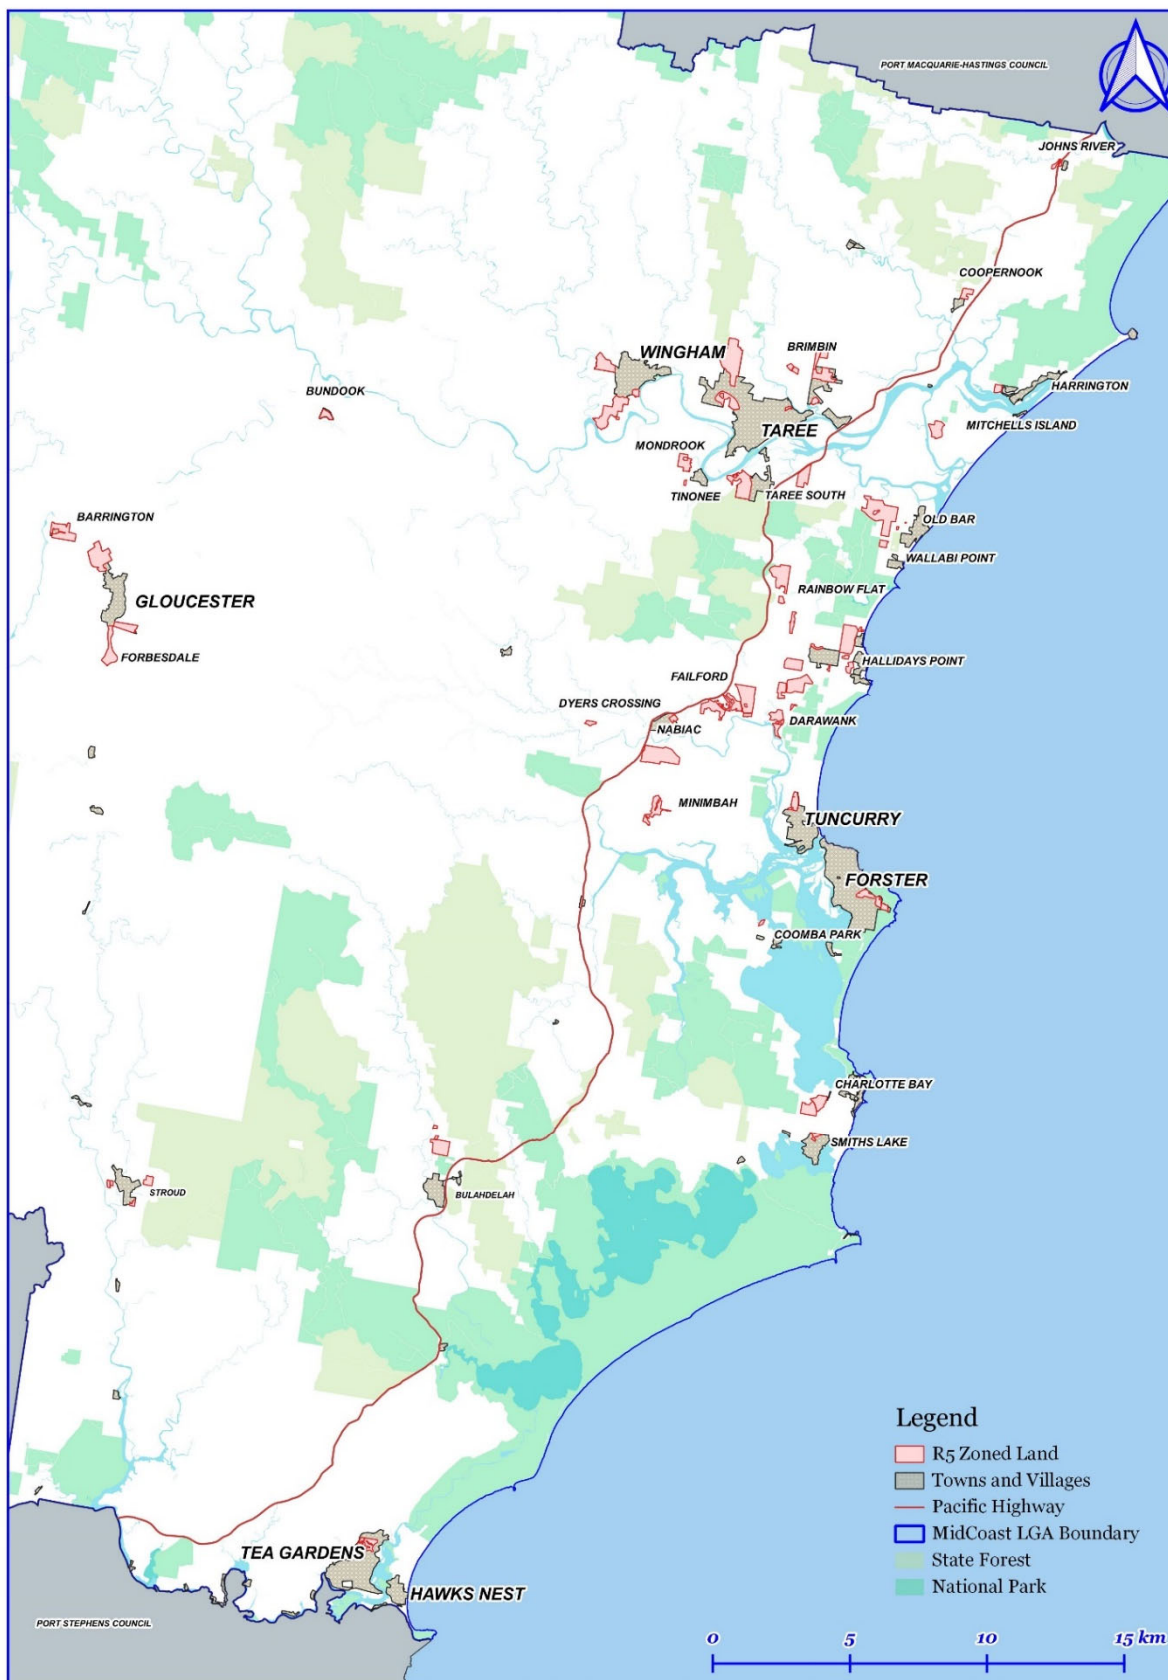 PORT MACQUARIE-HASTINGS COUNCIL
JOHNS RIVER
COOPERNOOK
WINGHAM
BRIMBIN
HARRINGTON
BUNDOOK
MITCHELLS ISLAND
TAREE
MONDROOK
TINONEE
TAREE SOUTH
BARRINGTON
OLD BAR
WALLABI POINT
RAINBOW FLAT
GLOUCESTER
FORBESDALE
HALLIDAYS POINT
FAILFORD
DYERS CROSSING
NABIAC
DARAWANK
MINIMBAH
TUNCURRY
FORSTER
COOMBA PARK
CHARLOTTE BAY
SMITHS LAKE
STROUD
BULAHDELAH
TEA GARDENS
HAWKS NEST
PORT STEPHENS COUNCIL
Legend
R5 Zoned Land
Towns and Villages
Pacific Highway
MidCoast LGA Boundary
State Forest
National Park
0 5 10 15 km